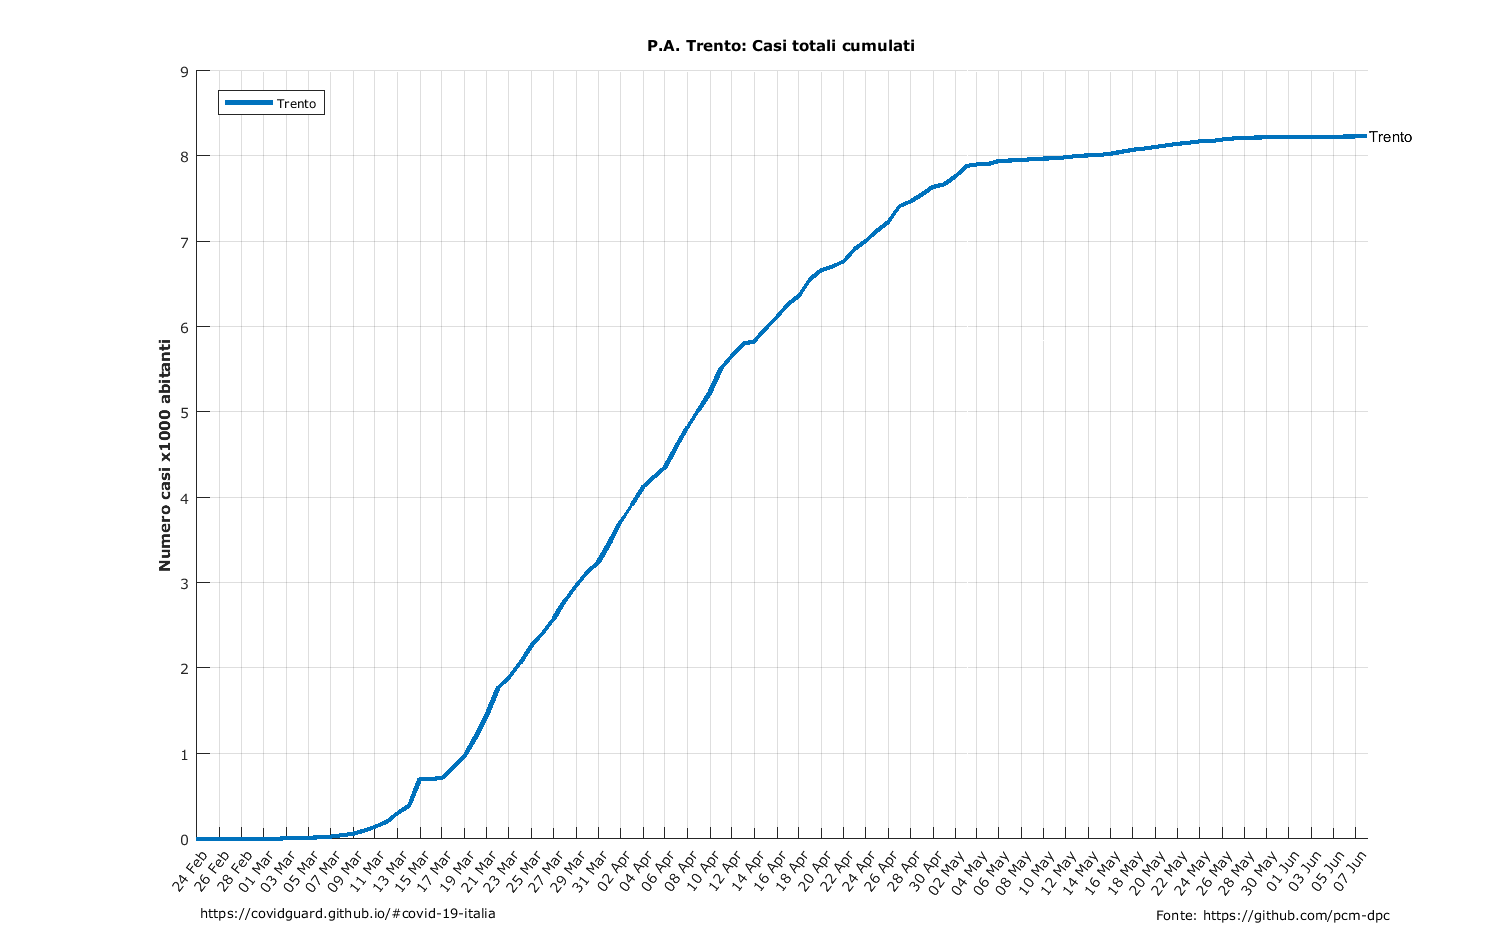 P.A. Trento: Casi totali cumulati
Trento
Trento
Numero casi x1000 abitanti
9
8
7
6
5
4
3
2
1
0
24 Feb
26 Feb
28 Feb
01 Mar
03 Mar
05 Mar
07 Mar
09 Mar
11 Mar
13 Mar
15 Mar
17 Mar
19 Mar
21 Mar
23 Mar
25 Mar
27 Mar
29 Mar
31 Mar
02 Apr
04 Apr
06 Apr
08 Apr
10 Apr
12 Apr
14 Apr
16 Apr
18 Apr
20 Apr
22 Apr
24 Apr
26 Apr
28 Apr
30 Apr
02 May
04 May
06 May
08 May
10 May
12 May
14 May
16 May
18 May
20 May
22 May
24 May
26 May
28 May
30 May
01 Jun
03 Jun
05 Jun
07 Jun
https://covidguard.github.io/#covid-19-italia
Fonte: https://github.com/pcm-dpc